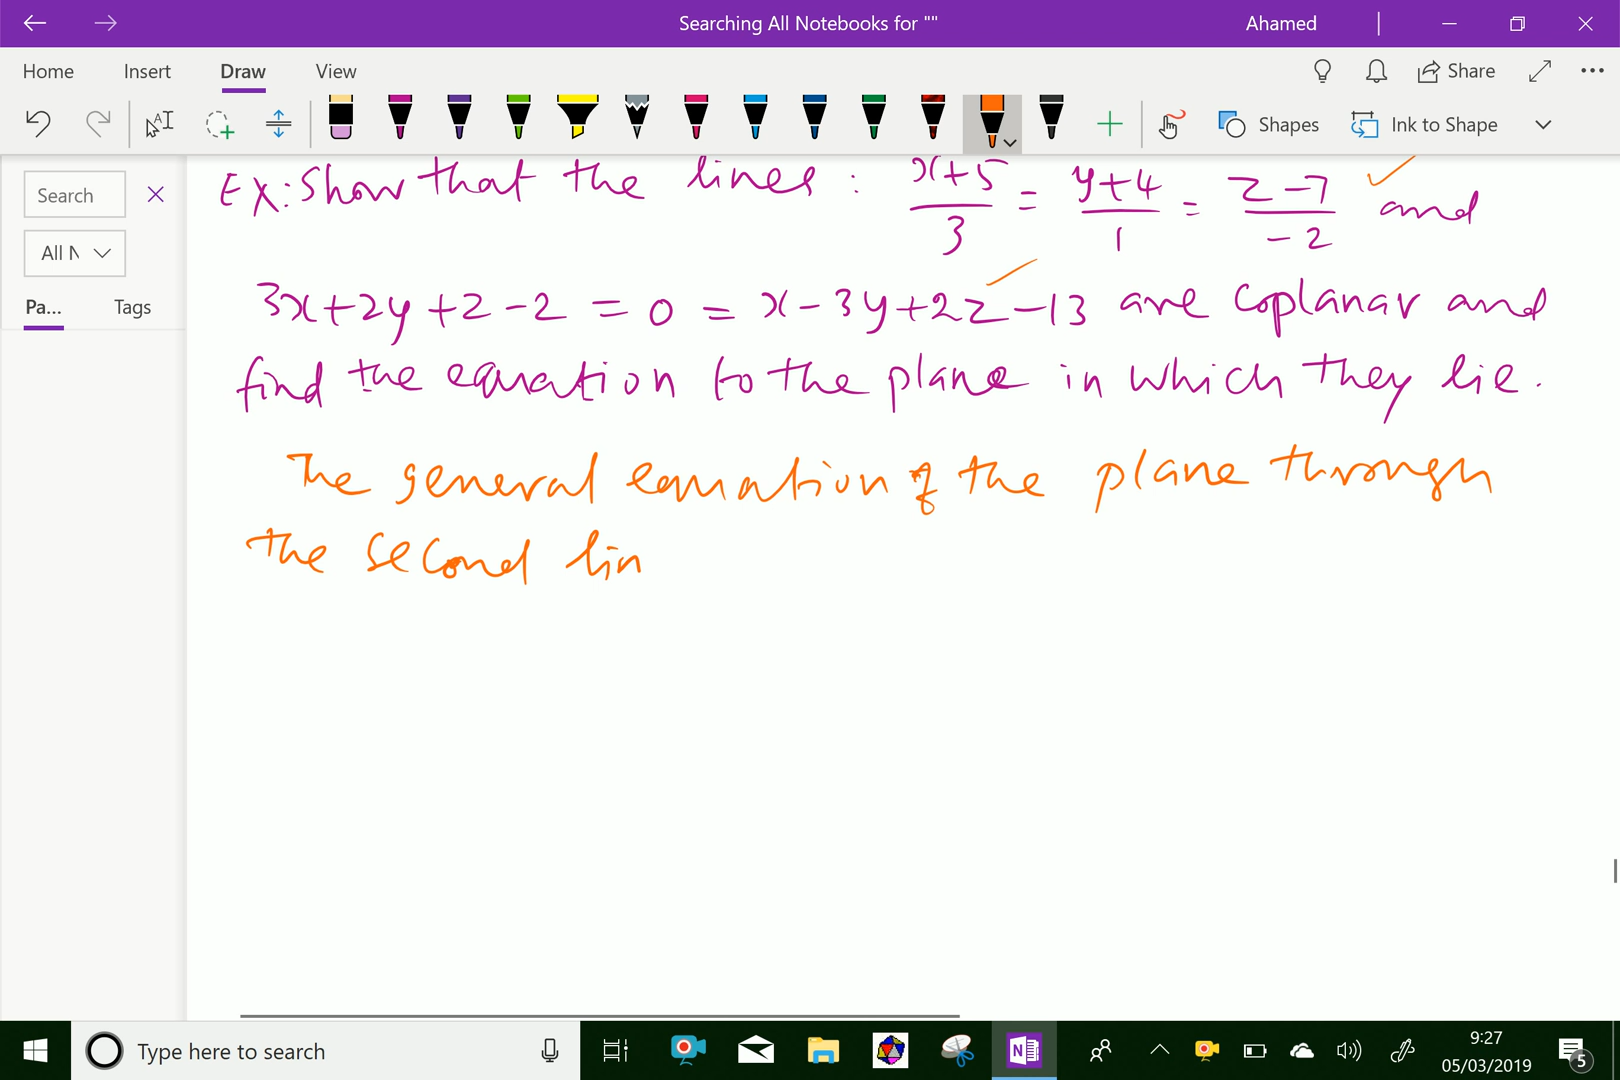 Searching All Notebooks for ""
Ahamed
Home Insert Draw View
Share
Shapes Ink to Shape
Search
All N
Pa... Tags
Ex: Show that the lines : x+5/3 = y+4/1 = z-7/-2 and
3x+2y+z-2 = 0 = x-3y+2z-13 are coplanar and
find the equation to the plane in which they lie.
The general equation of the plane through
the second lin
Type here to search
N
9:27
05/03/2019
5